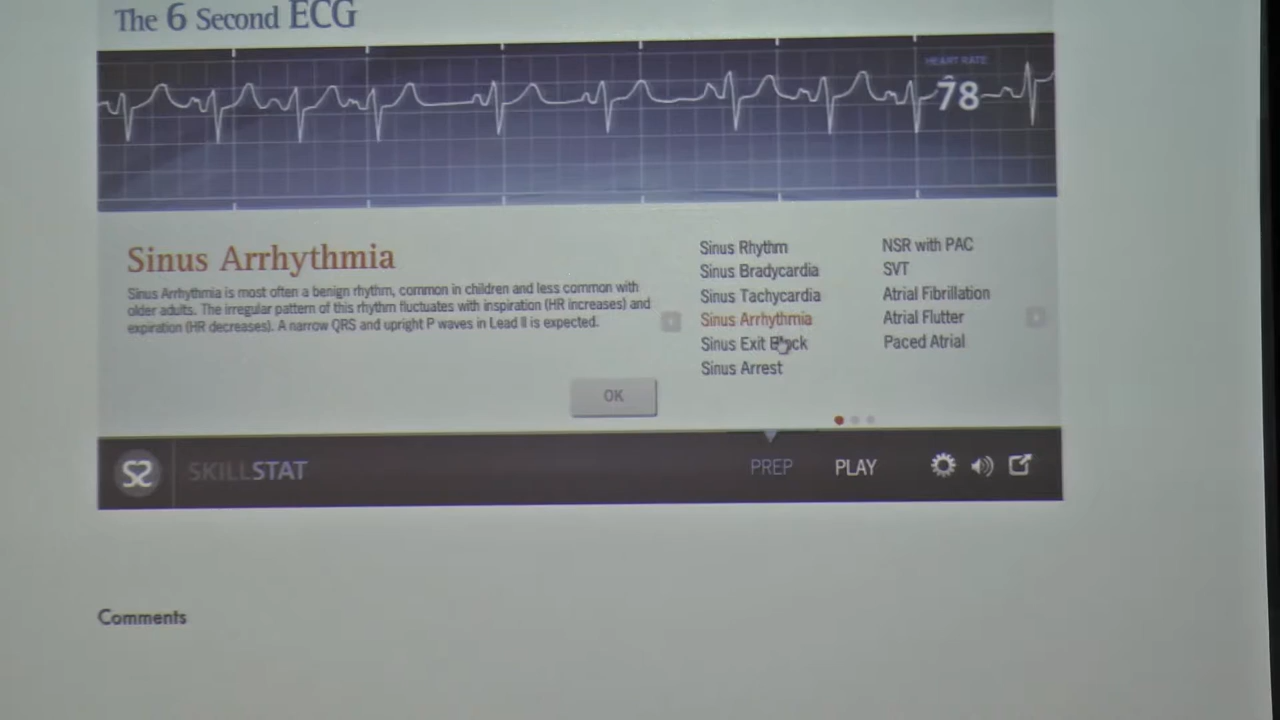 The 6 Second ECG
HEART RATE
78
Sinus Arrhythmia
Sinus Arrhythmia is most often a benign rhythm, common in children and less common with
older adults. The irregular pattern of this rhythm fluctuates with inspiration (HR increases) and
expiration (HR decreases). A narrow QRS and upright P waves in Lead II is expected.
OK
Sinus Rhythm
Sinus Bradycardia
Sinus Tachycardia
Sinus Arrhythmia
Sinus Exit Block
Sinus Arrest
NSR with PAC
SVT
Atrial Fibrillation
Atrial Flutter
Paced Atrial
SKILLSTAT
PREP
PLAY
Comments